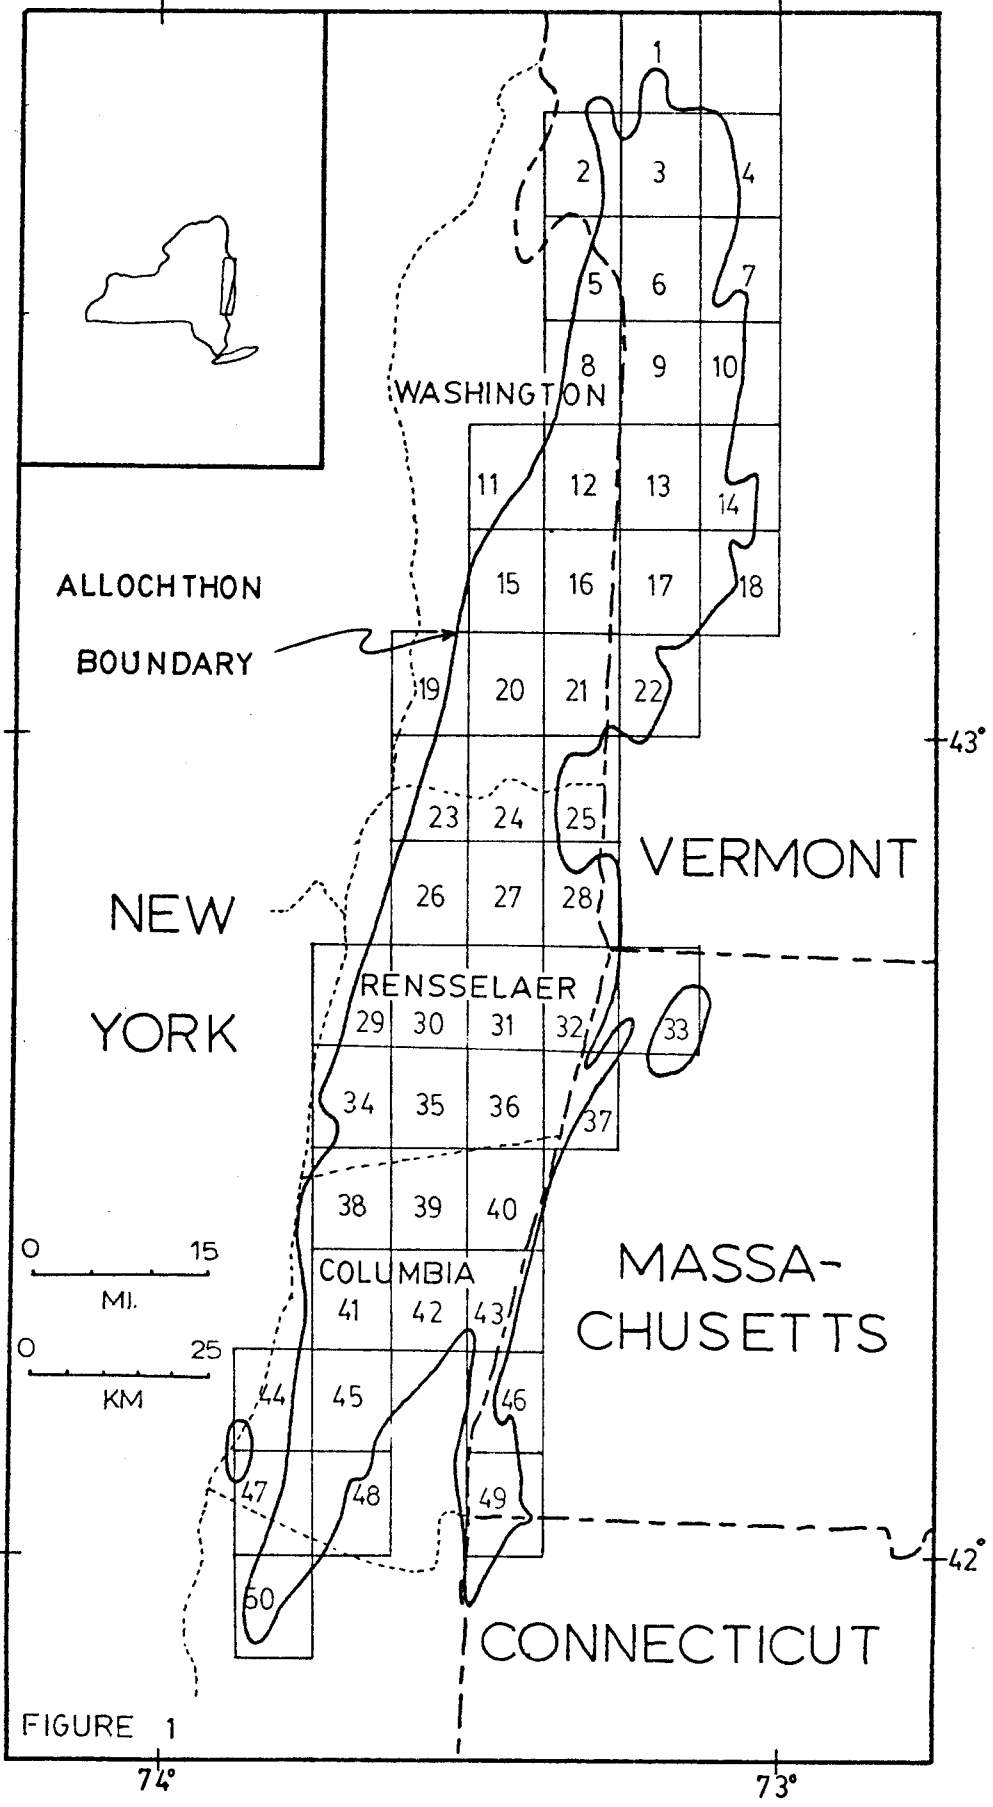 1
2 3 4
5 6 7
8 9 10
WASHINGTON
11 12 13 14
ALLOCHTHON
BOUNDARY
15 16 17 18
19 20 21 22
43°
23 24 25
VERMONT
NEW
YORK
26 27 28
RENSSELAER
29 30 31 32 33
34 35 36 37
38 39 40
0 15
MI.
COLUMBIA
MASSA-
CHUSETTS
41 42 43
0 25
KM
44 45 46
47 48 49
42°
50
CONNECTICUT
FIGURE 1
74° 73°